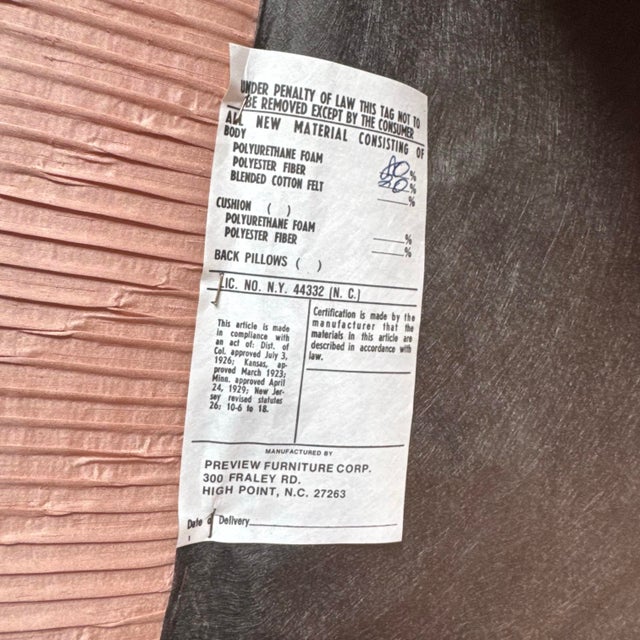 UNDER PENALTY OF LAW THIS TAG NOT TO
BE REMOVED EXCEPT BY THE CONSUMER
ALL NEW MATERIAL CONSISTING OF
BODY
POLYURETHANE FOAM %
POLYESTER FIBER 20%
BLENDED COTTON FELT %
CUSHION ( )
POLYURETHANE FOAM %
POLYESTER FIBER %
BACK PILLOWS ( )
LIC. NO. N.Y. 44332 (N. C.)
This article is made
in compliance with
an act of: Dist. of
Col. approved July 3,
1926; Kansas, ap-
proved March 1923;
Minn. approved April
24, 1929; New Jer-
sey revised statutes
26: 10-6 to 18.
Certification is made by the
manufacturer that the
materials in this article are
described in accordance with
law.
MANUFACTURED BY
PREVIEW FURNITURE CORP.
300 FRALEY RD.
HIGH POINT, N.C. 27263
Date of Delivery